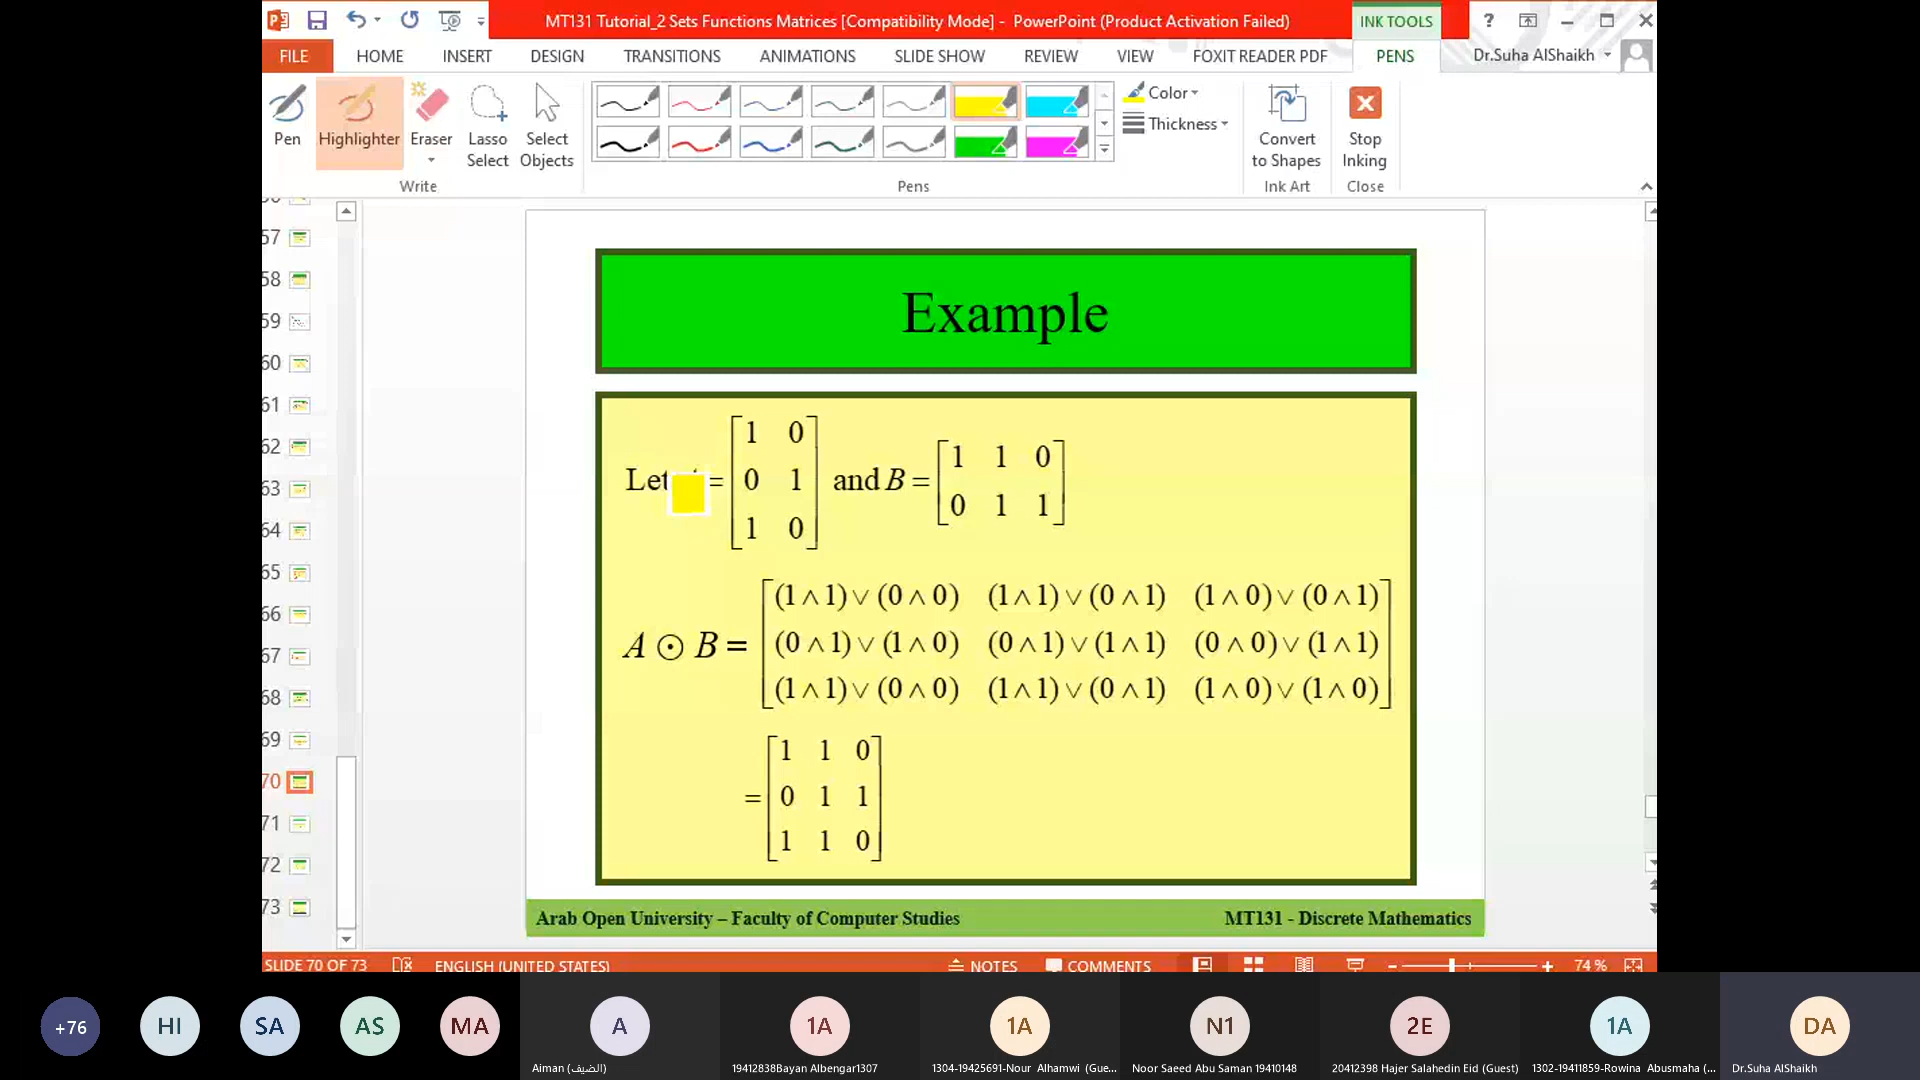 MT131 Tutorial_2 Sets Functions Matrices [Compatibility Mode] - PowerPoint (Product Activation Failed)
INK TOOLS
?
FILE HOME INSERT DESIGN TRANSITIONS ANIMATIONS SLIDE SHOW REVIEW VIEW FOXIT READER PDF PENS Dr.Suha AlShaikh
Pen Highlighter Eraser Lasso Select Select Objects
Color
Thickness
Convert to Shapes
Stop Inking
Write Pens Ink Art Close
57
58
59
60
61
62
63
64
65
66
67
68
69
70
71
72
73
Example
Let = [1 0; 0 1; 1 0] and B = [1 1 0; 0 1 1]
A ⊙ B =
(1 ∧ 1) ∨ (0 ∧ 0) (1 ∧ 1) ∨ (0 ∧ 1) (1 ∧ 0) ∨ (0 ∧ 1)
(0 ∧ 1) ∨ (1 ∧ 0) (0 ∧ 1) ∨ (1 ∧ 1) (0 ∧ 0) ∨ (1 ∧ 1)
(1 ∧ 1) ∨ (0 ∧ 0) (1 ∧ 1) ∨ (0 ∧ 1) (1 ∧ 0) ∨ (1 ∧ 0)
=
1 1 0
0 1 1
1 1 0
Arab Open University – Faculty of Computer Studies
MT131 - Discrete Mathematics
SLIDE 70 OF 73 ENGLISH (UNITED STATES) NOTES COMMENTS 74 %
+76 HI SA AS MA A 1A 1A N1 2E 1A DA
Aiman (الضيف)
19412838Bayan Albengar1307
1304-19425691-Nour Alhamwi (Gue...
Noor Saeed Abu Saman 19410148
20412398 Hajer Salahedin Eid (Guest)
1302-19411859-Rowina Abusmaha (...
Dr.Suha AlShaikh